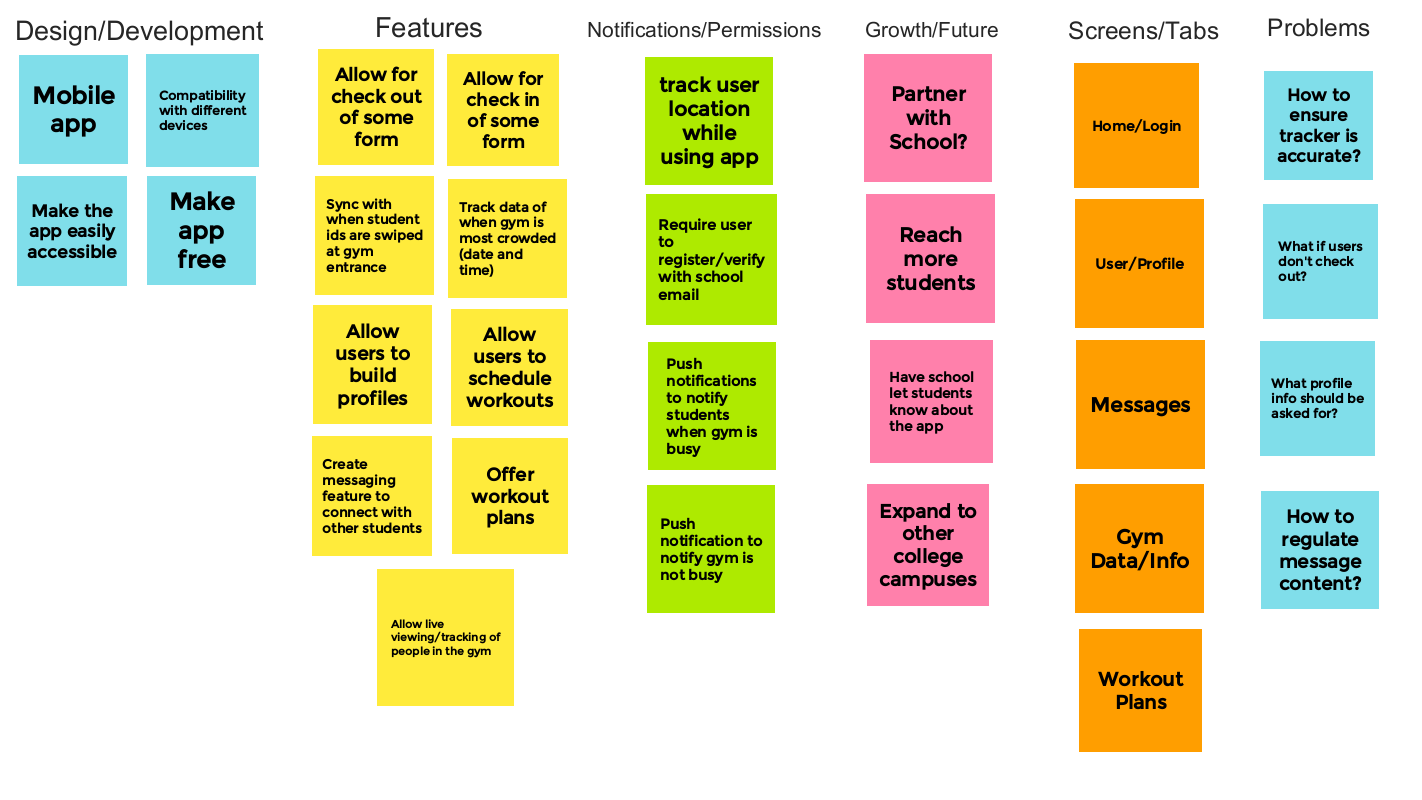 Design/Development
Mobile
app
Compatibility
with different
devices
Make the
app easily
accessible
Make
app
free
Features
Allow for
check out
of some
form
Allow for
check in
of some
form
Sync with
when student
ids are swiped
at gym
entrance
Track data of
when gym is
most crowded
(date and
time)
Allow
users to
build
profiles
Allow
users to
schedule
workouts
Create
messaging
feature to
connect with
other students
Offer
workout
plans
Allow live
viewing/tracking of
people in the gym
Notifications/Permissions
track user
location
while
using app
Require user
to
register/verify
with school
email
Push
notifications
to notify
students
when gym is
busy
Push
notification to
notify gym is
not busy
Growth/Future
Partner
with
School?
Reach
more
students
Have school
let students
know about
the app
Expand to
other
college
campuses
Screens/Tabs
Home/Login
User/Profile
Messages
Gym
Data/Info
Workout
Plans
Problems
How to
ensure
tracker is
accurate?
What if users
don't check
out?
What profile
info should be
asked for?
How to
regulate
message
content?